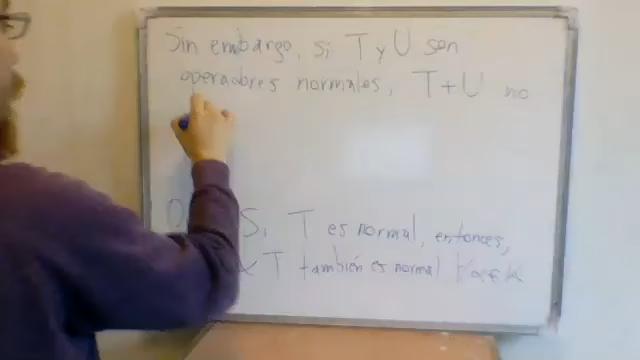 Sin embargo, si T y U son
operadores normales, T+U no
Si T es normal, entonces,
α T también es normal ∀α∈K